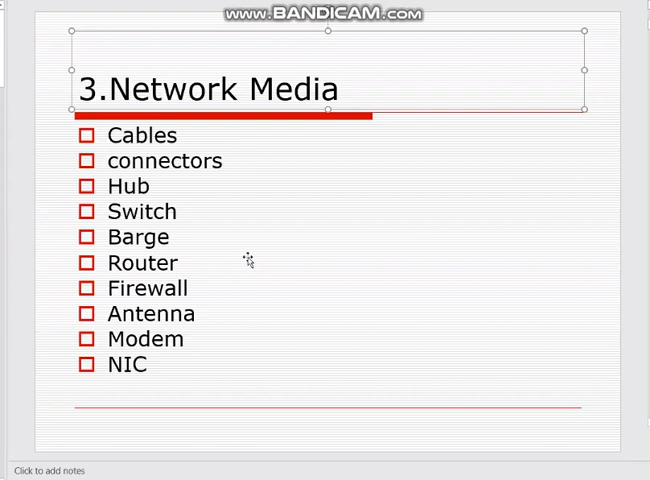 www.BANDICAM.com
3.Network Media
Cables
connectors
Hub
Switch
Barge
Router
Firewall
Antenna
Modem
NIC
Click to add notes